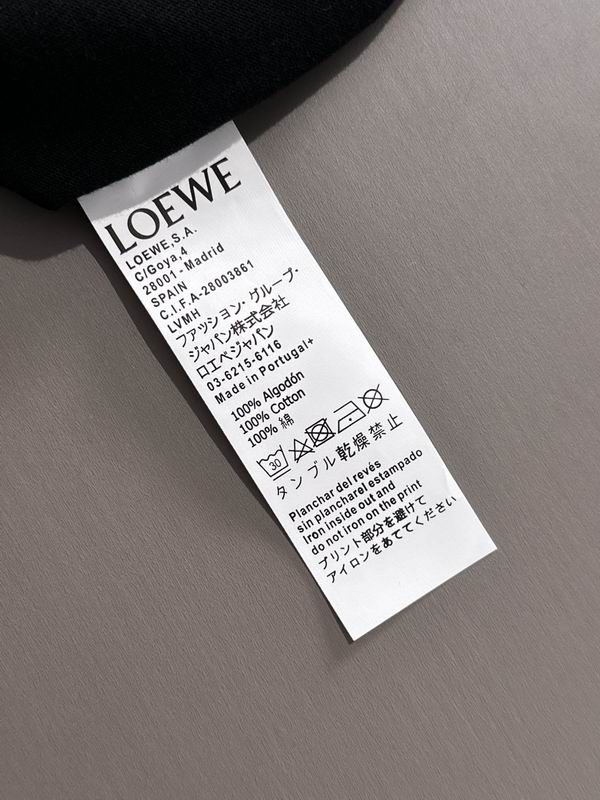 LOEWE
LOEWE,S.A.
C/Goya,4
28001 - Madrid
SPAIN
C.I.F.A-28003861
LVMH
ファッション・グループ・
ジャパン株式会社
ロエベジャパン
03-6215-6116
Made in Portugal+
100% Algodón
100% Cotton
100% 綿
30
タンブル乾燥禁止
Planchar del revés
sin plancharel estampado
Iron inside out and
do not iron on the print
プリント部分を避けて
アイロンをあててください